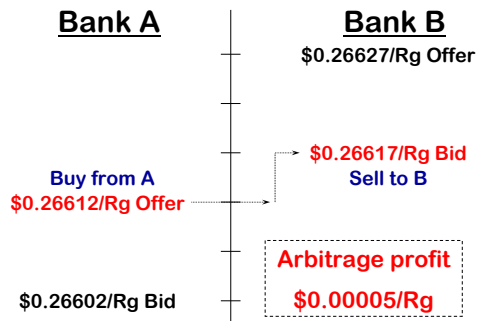 Bank A
Bank B
$0.26627/Rg Offer
$0.26617/Rg Bid
Buy from A
Sell to B
$0.26612/Rg Offer
Arbitrage profit
$0.26602/Rg Bid
$0.00005/Rg